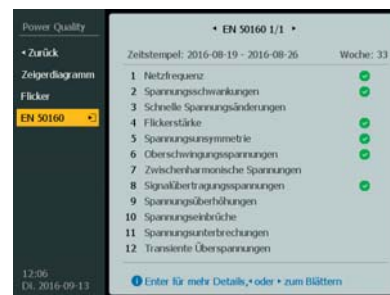 Power Quality
EN 50160 1/1
Zurück
Zeitstempel: 2016-08-19 - 2016-08-26 Woche: 33
Zeigerdiagramm
Flicker
EN 50160
1 Netzfrequenz
2 Spannungsschwankungen
3 Schnelle Spannungsänderungen
4 Flickerstärke
5 Spannungsunsymmetrie
6 Oberschwingungsspannungen
7 Zwischenharmonische Spannungen
8 Signalübertragungsspannungen
9 Spannungsüberhöhungen
10 Spannungseinbrüche
11 Spannungsunterbrechungen
12 Transiente Überspannungen
12:06
DI. 2016-09-13
Enter für mehr Details, oder zum Blättern